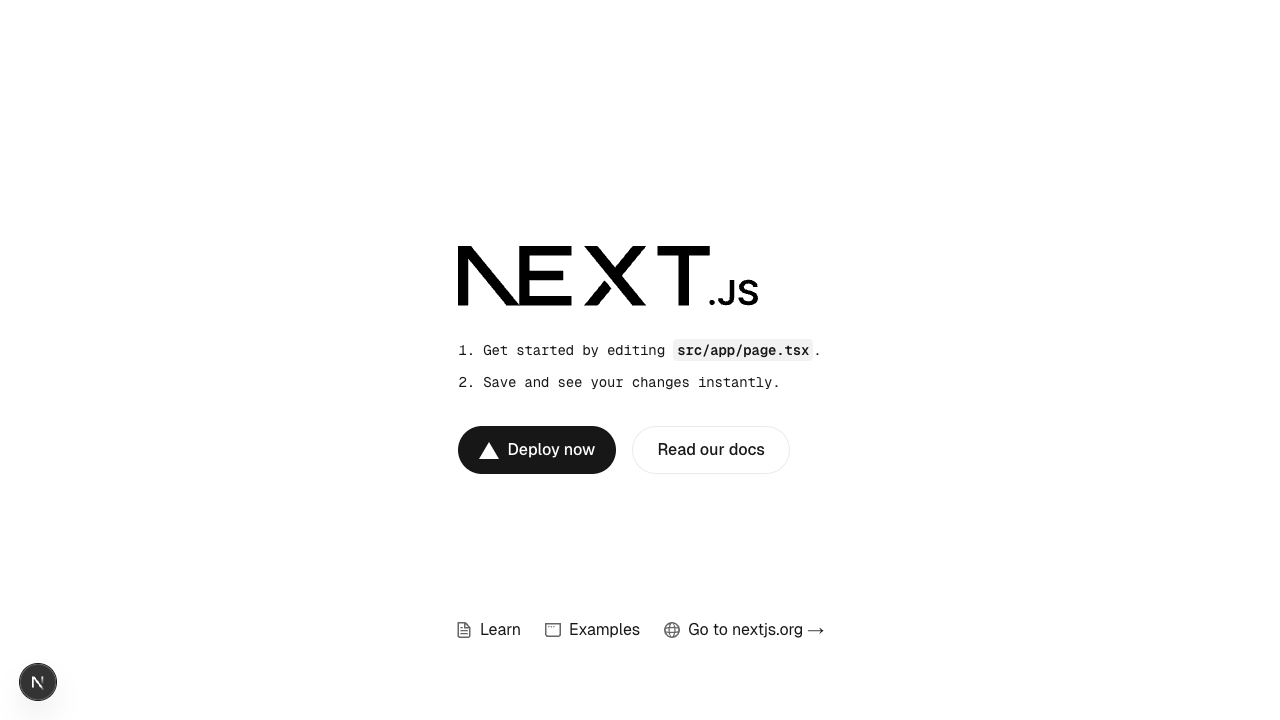 NEXT.JS
1. Get started by editing src/app/page.tsx.
2. Save and see your changes instantly.
Deploy now
Read our docs
Learn
Examples
Go to nextjs.org →
N